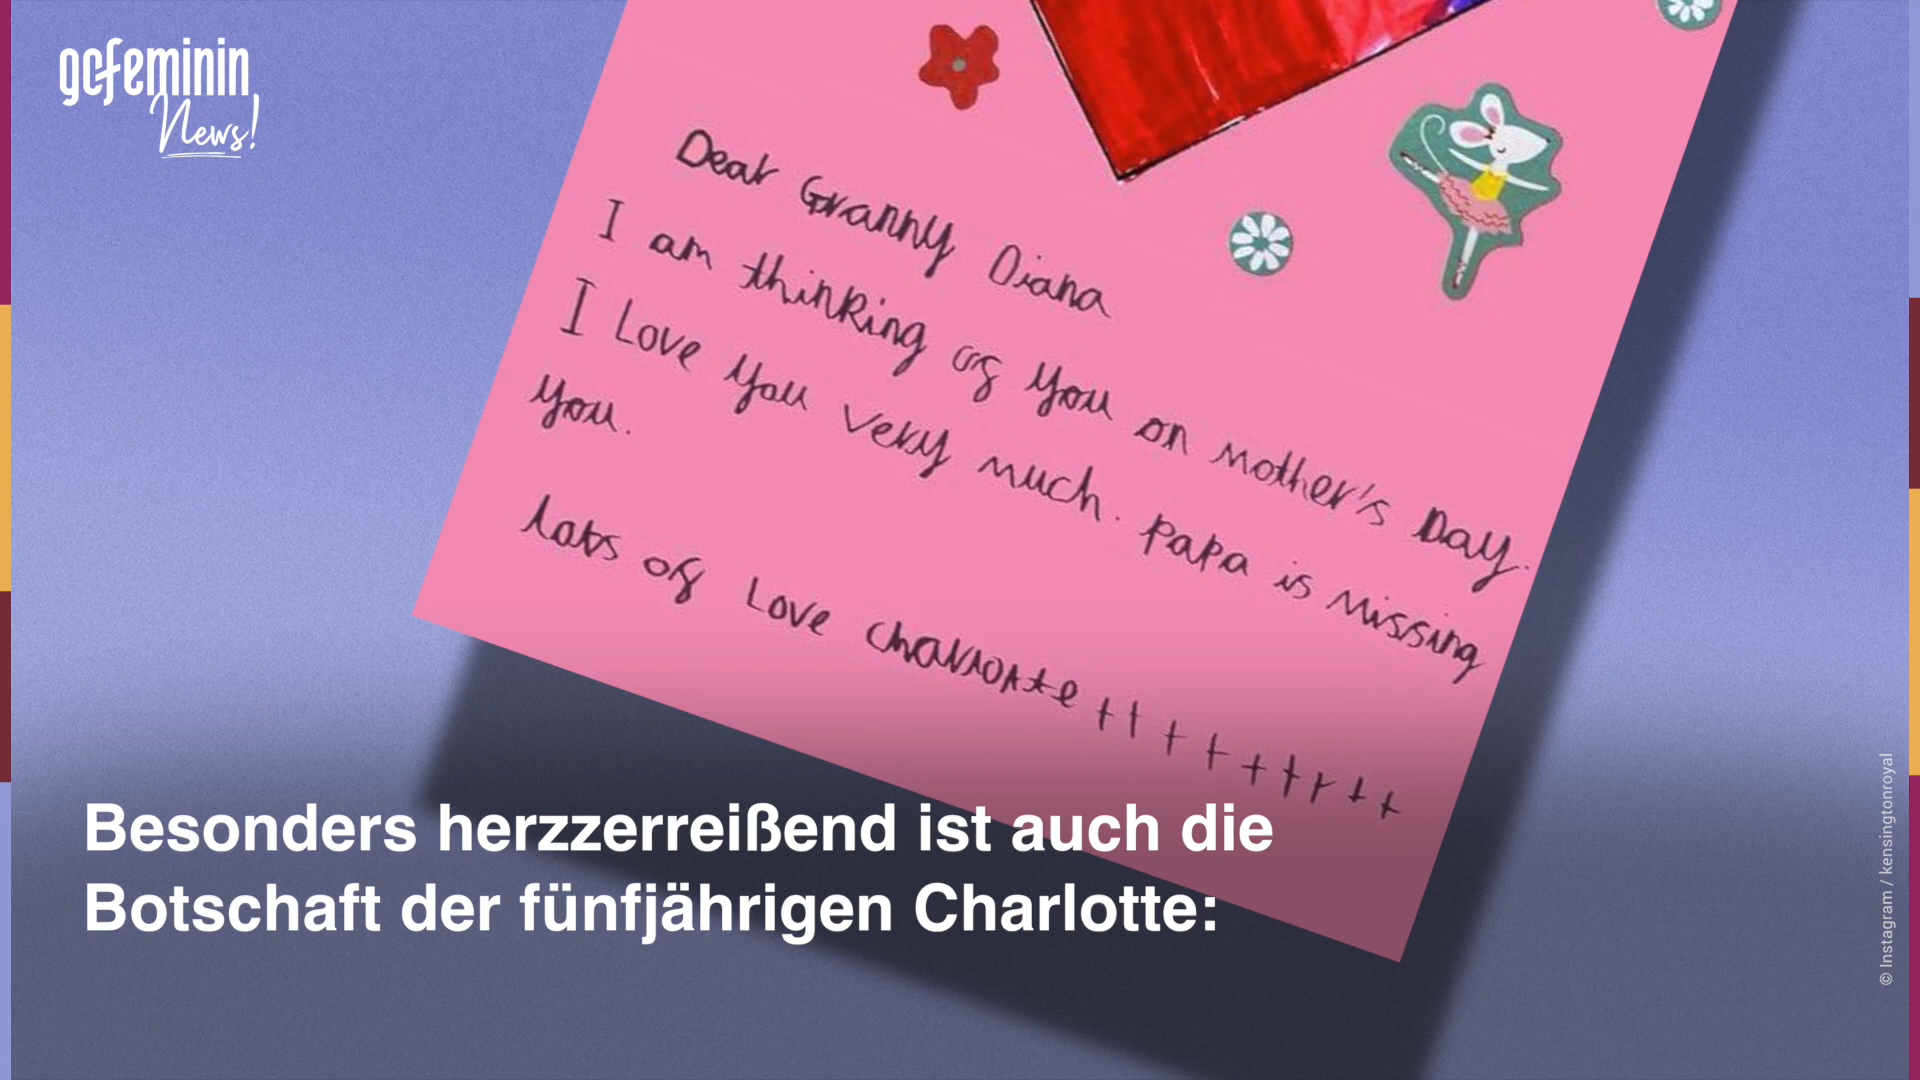 gofeminin
News!
Dear Granny Diana
I am thinking of you on mother's Day.
I Love you very much. papa is missing
you.
lots of Love Charlotte +++++++++
Besonders herzzerreißend ist auch die
Botschaft der fünfjährigen Charlotte:
© Instagram / kensingtonroyal